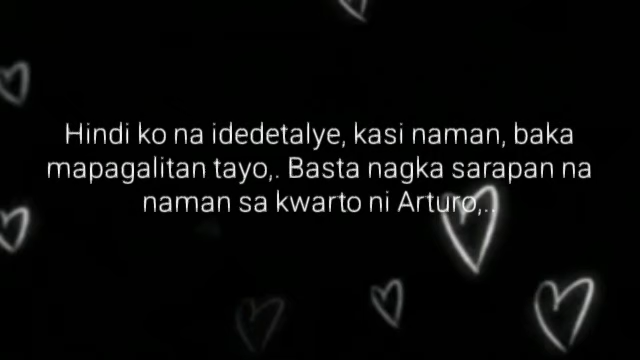 Hindi ko na idedetalye, kasi naman, baka
mapagalitan tayo,. Basta nagka sarapan na
naman sa kwarto ni Arturo,..